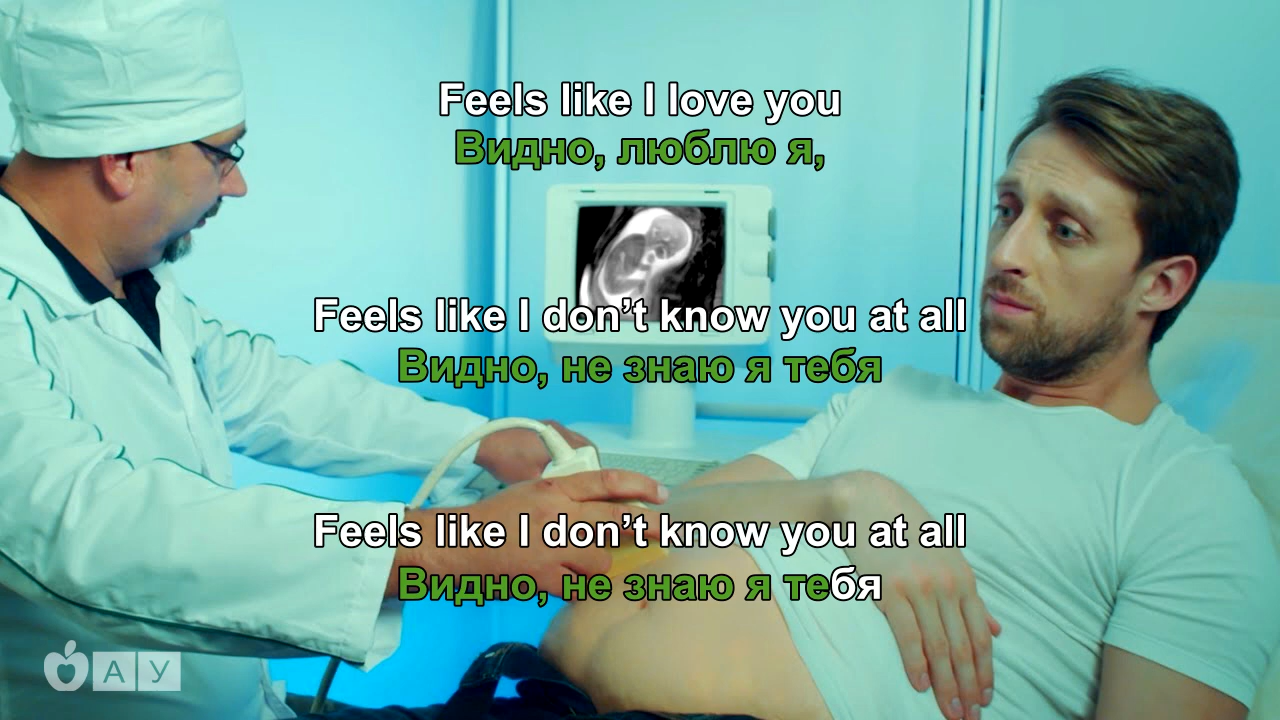 Feels like I love you
Видно, люблю я,
Feels like I don’t know you at all
Видно, не знаю я тебя
Feels like I don’t know you at all
Видно, не знаю я тебя
АУ